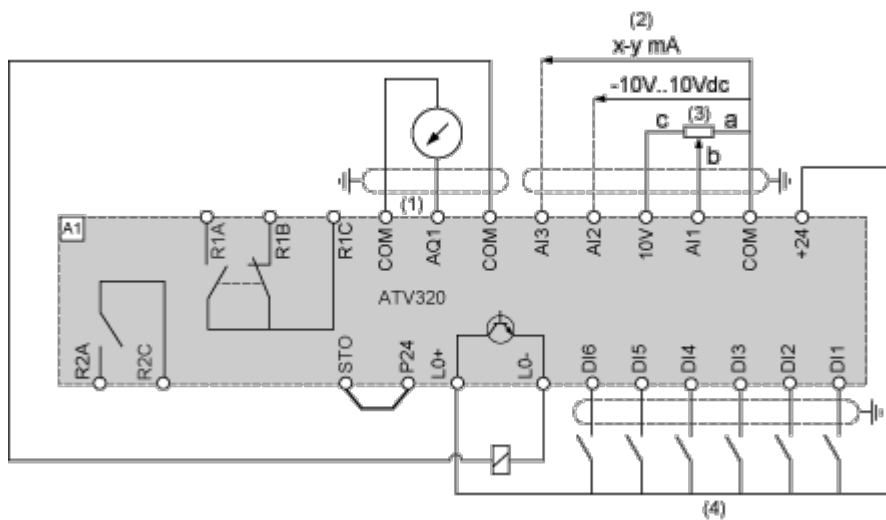 (2)
x-y mA
-10V..10Vdc
c (3) a
b
(1)
A1
R1A R1B R1C COM AQ1 COM AI3 AI2 10V AI1 COM +24
ATV320
R2A R2C STO P24 L0+ L0- DI6 DI5 DI4 DI3 DI2 DI1
(4)